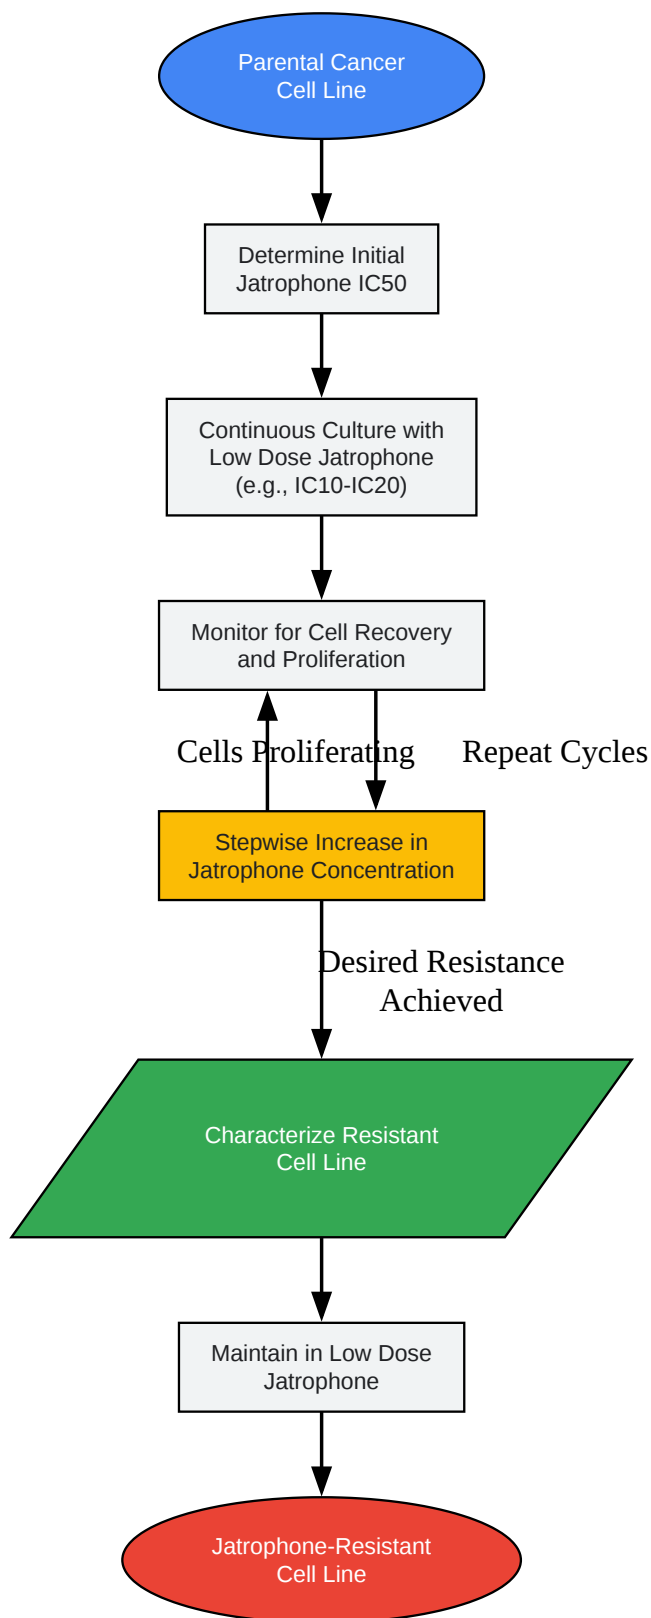 Parental Cancer
Cell Line
Determine Initial
Jatrophone IC50
Continuous Culture with
Low Dose Jatrophone
(e.g., IC10-IC20)
Monitor for Cell Recovery
and Proliferation
Cells Proliferating
Repeat Cycles
Stepwise Increase in
Jatrophone Concentration
Desired Resistance
Achieved
Characterize Resistant
Cell Line
Maintain in Low Dose
Jatrophone
Jatrophone-Resistant
Cell Line